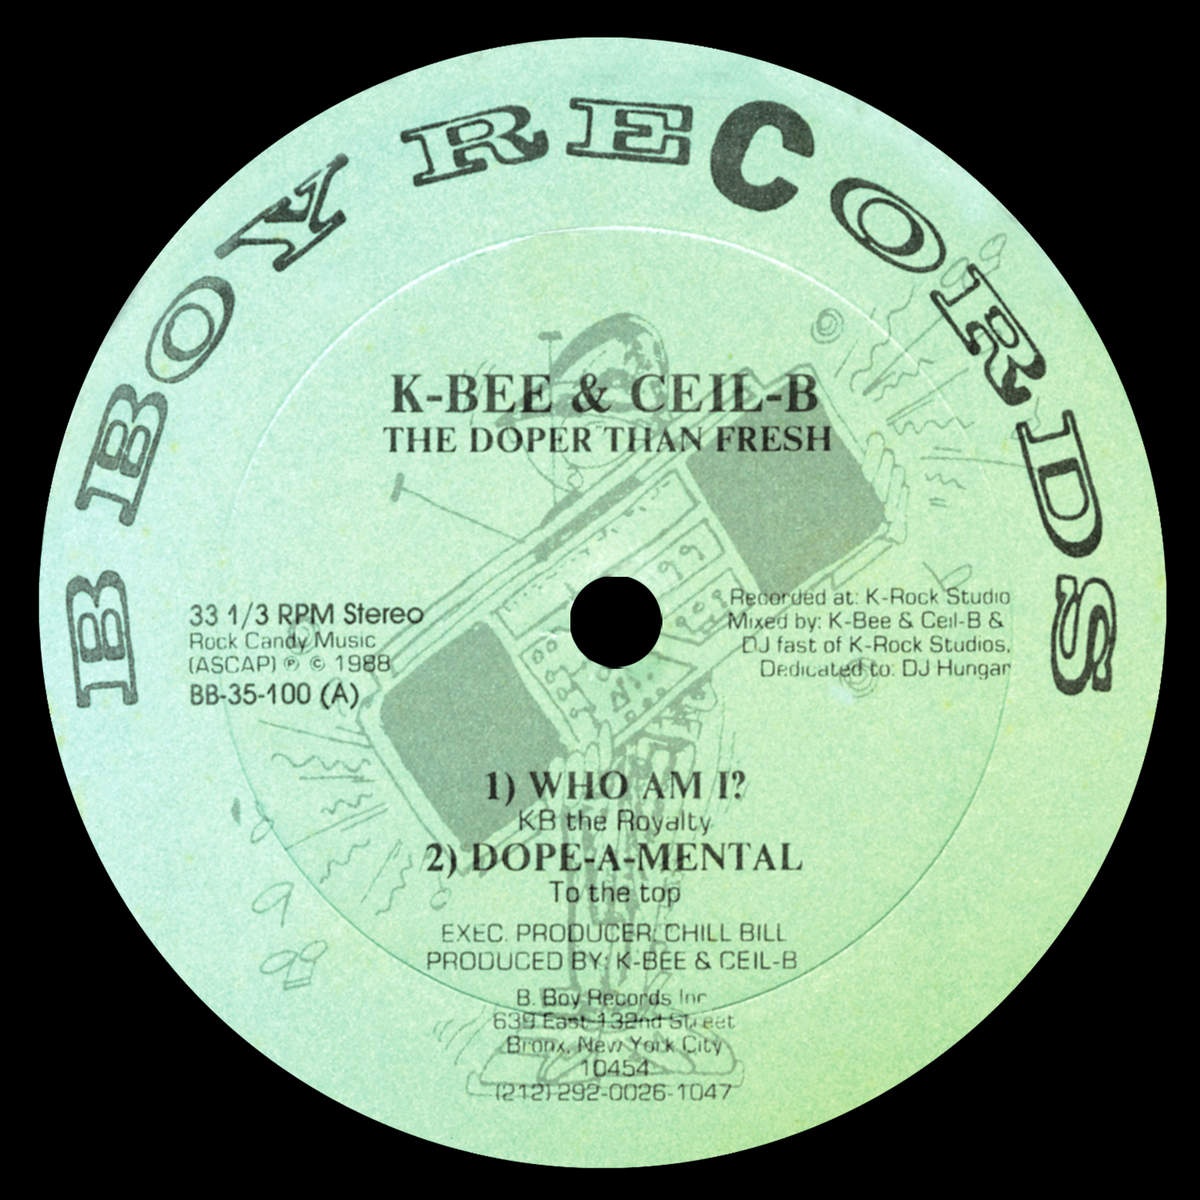 B BOY RECORDS
K-BEE & CEIL-B
THE DOPER THAN FRESH
33 1/3 RPM Stereo
Rock Candy Music
(ASCAP) ℗ © 1988
BB-35-100 (A)
Recorded at: K-Rock Studio
Mixed by: K-Bee & Ceil-B &
DJ fast of K-Rock Studios.
Dedicated to: DJ Hungar
1) WHO AM I?
KB the Royalty
2) DOPE-A-MENTAL
To the top
EXEC. PRODUCER: CHILL BILL
PRODUCED BY: K-BEE & CEIL-B
B. Boy Records Inc
639 East 132nd Street
Bronx, New York City
10454
(212) 292-0026-1047